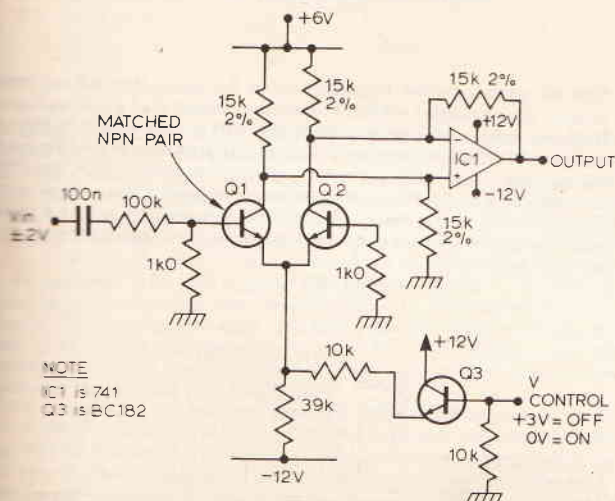 +6V
15k
2%
15k
2%
15k 2%
MATCHED
NPN PAIR
+12V
IC1
OUTPUT
-12V
Q1
Q2
100n
100k
Vin
±2V
15k
2%
1k0
1k0
+12V
10k
Q3
V
CONTROL
+3V = OFF
0V = ON
NOTE
IC1 is 741
Q3 is BC182
39k
10k
-12V